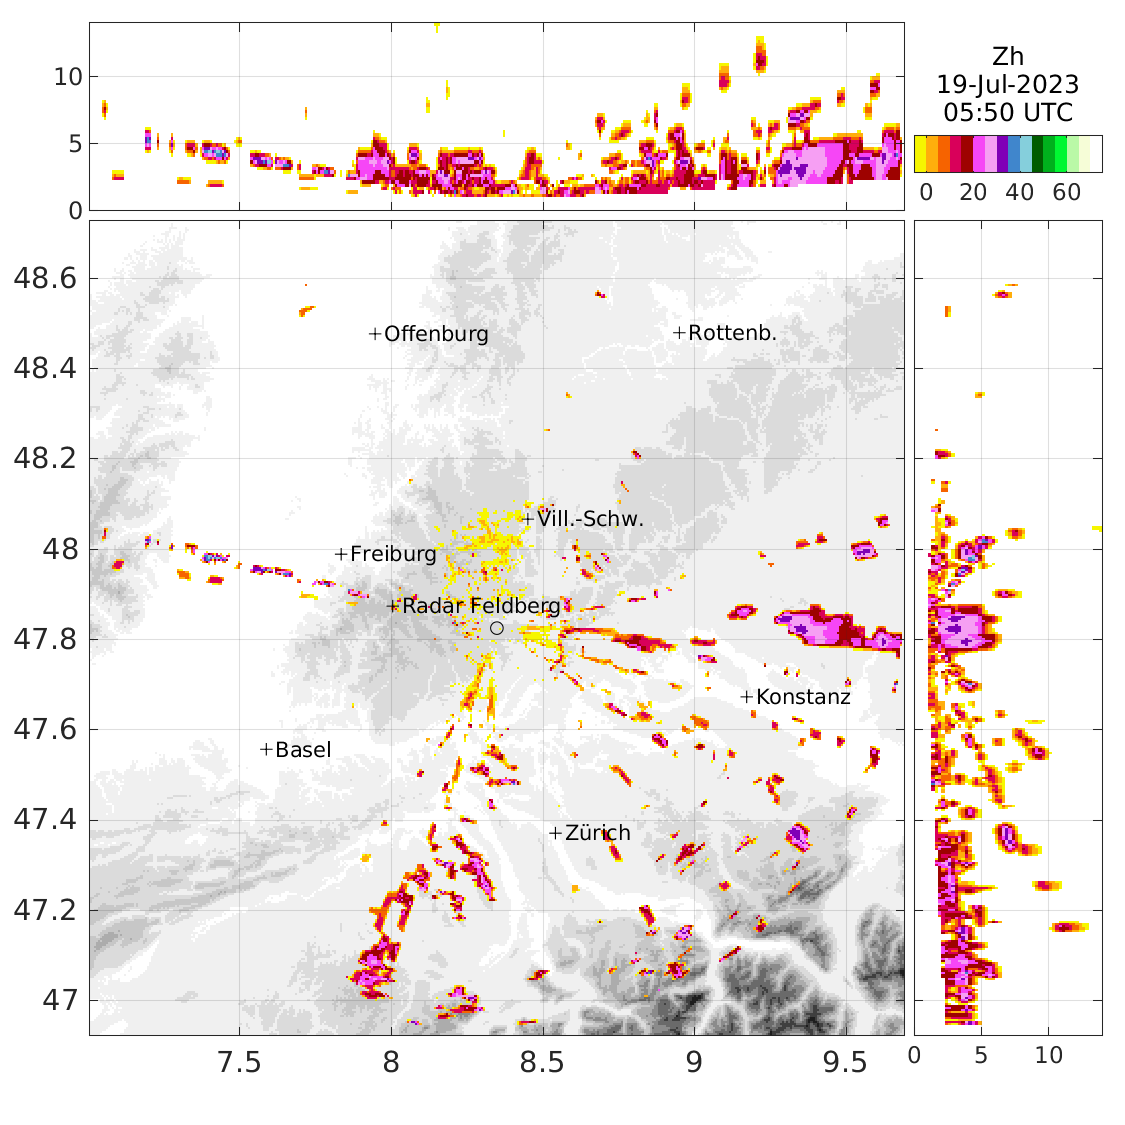 10
5
0
Zh
19-Jul-2023
05:50 UTC
0 20 40 60
48.6
48.4
48.2
48
47.8
47.6
47.4
47.2
47
+Offenburg
+Rottenb.
+Vill.-Schw.
+Freiburg
+Radar Feldberg
+Konstanz
+Basel
+Zürich
7.5 8 8.5 9 9.5
0 5 10